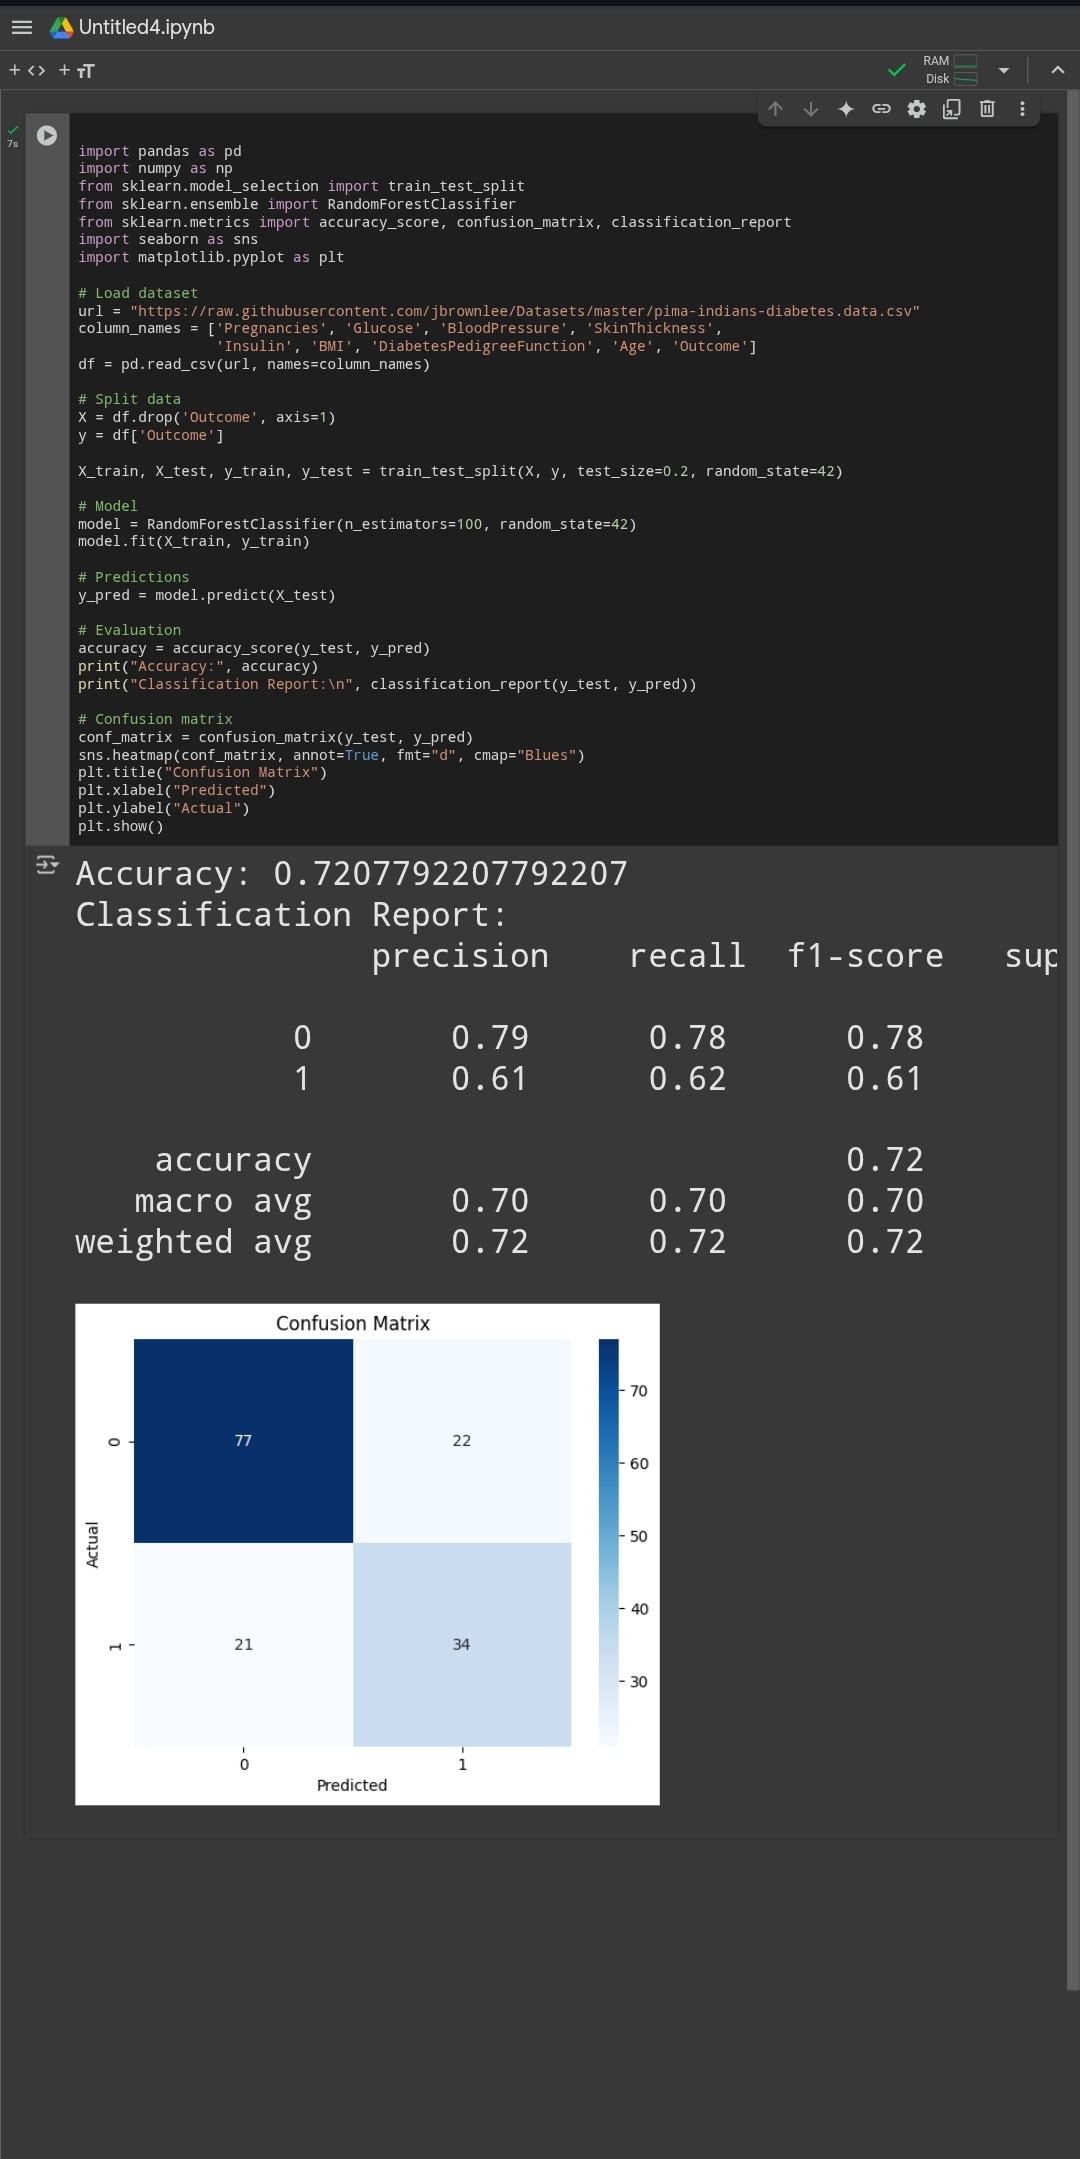 Untitled4.ipynb
+ <> + TT
RAM
Disk
7s
import pandas as pd
import numpy as np
from sklearn.model_selection import train_test_split
from sklearn.ensemble import RandomForestClassifier
from sklearn.metrics import accuracy_score, confusion_matrix, classification_report
import seaborn as sns
import matplotlib.pyplot as plt
# Load dataset
url = "https://raw.githubusercontent.com/jbrownlee/Datasets/master/pima-indians-diabetes.data.csv"
column_names = ['Pregnancies', 'Glucose', 'BloodPressure', 'SkinThickness',
'Insulin', 'BMI', 'DiabetesPedigreeFunction', 'Age', 'Outcome']
df = pd.read_csv(url, names=column_names)
# Split data
X = df.drop('Outcome', axis=1)
y = df['Outcome']
X_train, X_test, y_train, y_test = train_test_split(X, y, test_size=0.2, random_state=42)
# Model
model = RandomForestClassifier(n_estimators=100, random_state=42)
model.fit(X_train, y_train)
# Predictions
y_pred = model.predict(X_test)
# Evaluation
accuracy = accuracy_score(y_test, y_pred)
print("Accuracy:", accuracy)
print("Classification Report:\n", classification_report(y_test, y_pred))
# Confusion matrix
conf_matrix = confusion_matrix(y_test, y_pred)
sns.heatmap(conf_matrix, annot=True, fmt="d", cmap="Blues")
plt.title("Confusion Matrix")
plt.xlabel("Predicted")
plt.ylabel("Actual")
plt.show()
Accuracy: 0.7207792207792207
Classification Report:
precision recall f1-score sup
0 0.79 0.78 0.78
1 0.61 0.62 0.61
accuracy 0.72
macro avg 0.70 0.70 0.70
weighted avg 0.72 0.72 0.72
Confusion Matrix
70
0 77 22
60
50
Actual
40
1 21 34
30
0 1
Predicted